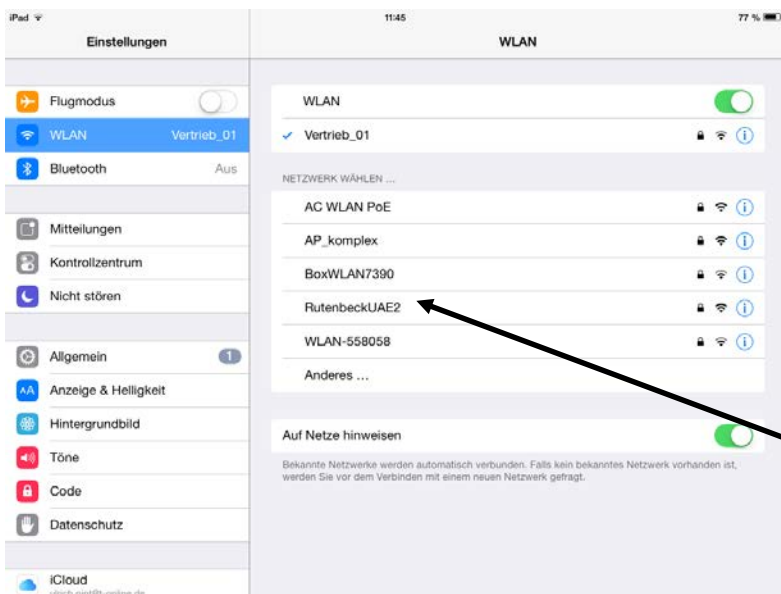 iPad
11:45
77 %
Einstellungen
WLAN
Flugmodus
WLAN Vertrieb_01
Bluetooth Aus
Mitteilungen
Kontrollzentrum
Nicht stören
Allgemein 1
AA Anzeige & Helligkeit
Hintergrundbild
Töne
Code
Datenschutz
iCloud
WLAN
Vertrieb_01
NETZWERK WÄHLEN ...
AC WLAN PoE
AP_komplex
BoxWLAN7390
RutenbeckUAE2
WLAN-558058
Anderes ...
Auf Netze hinweisen
Bekannte Netzwerke werden automatisch verbunden. Falls kein bekanntes Netzwerk vorhanden ist,
werden Sie vor dem Verbinden mit einem neuen Netzwerk gefragt.